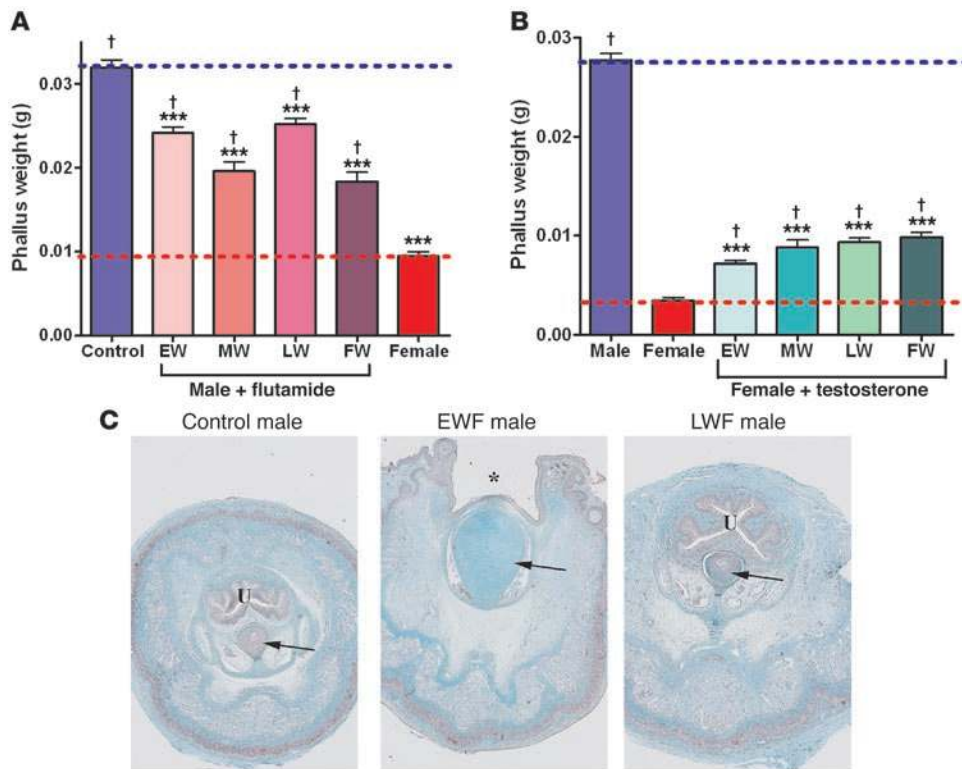 A
Phallus weight (g)
0.03
0.02
0.01
0.00
†
†
***
†
***
†
***
†
***
***
Control EW MW LW FW Female
Male + flutamide
B
Phallus weight (g)
0.03
0.02
0.01
0.00
†
†
***
†
***
†
***
†
***
Male Female EW MW LW FW
Female + testosterone
C
Control male EWF male LWF male
U
*
U